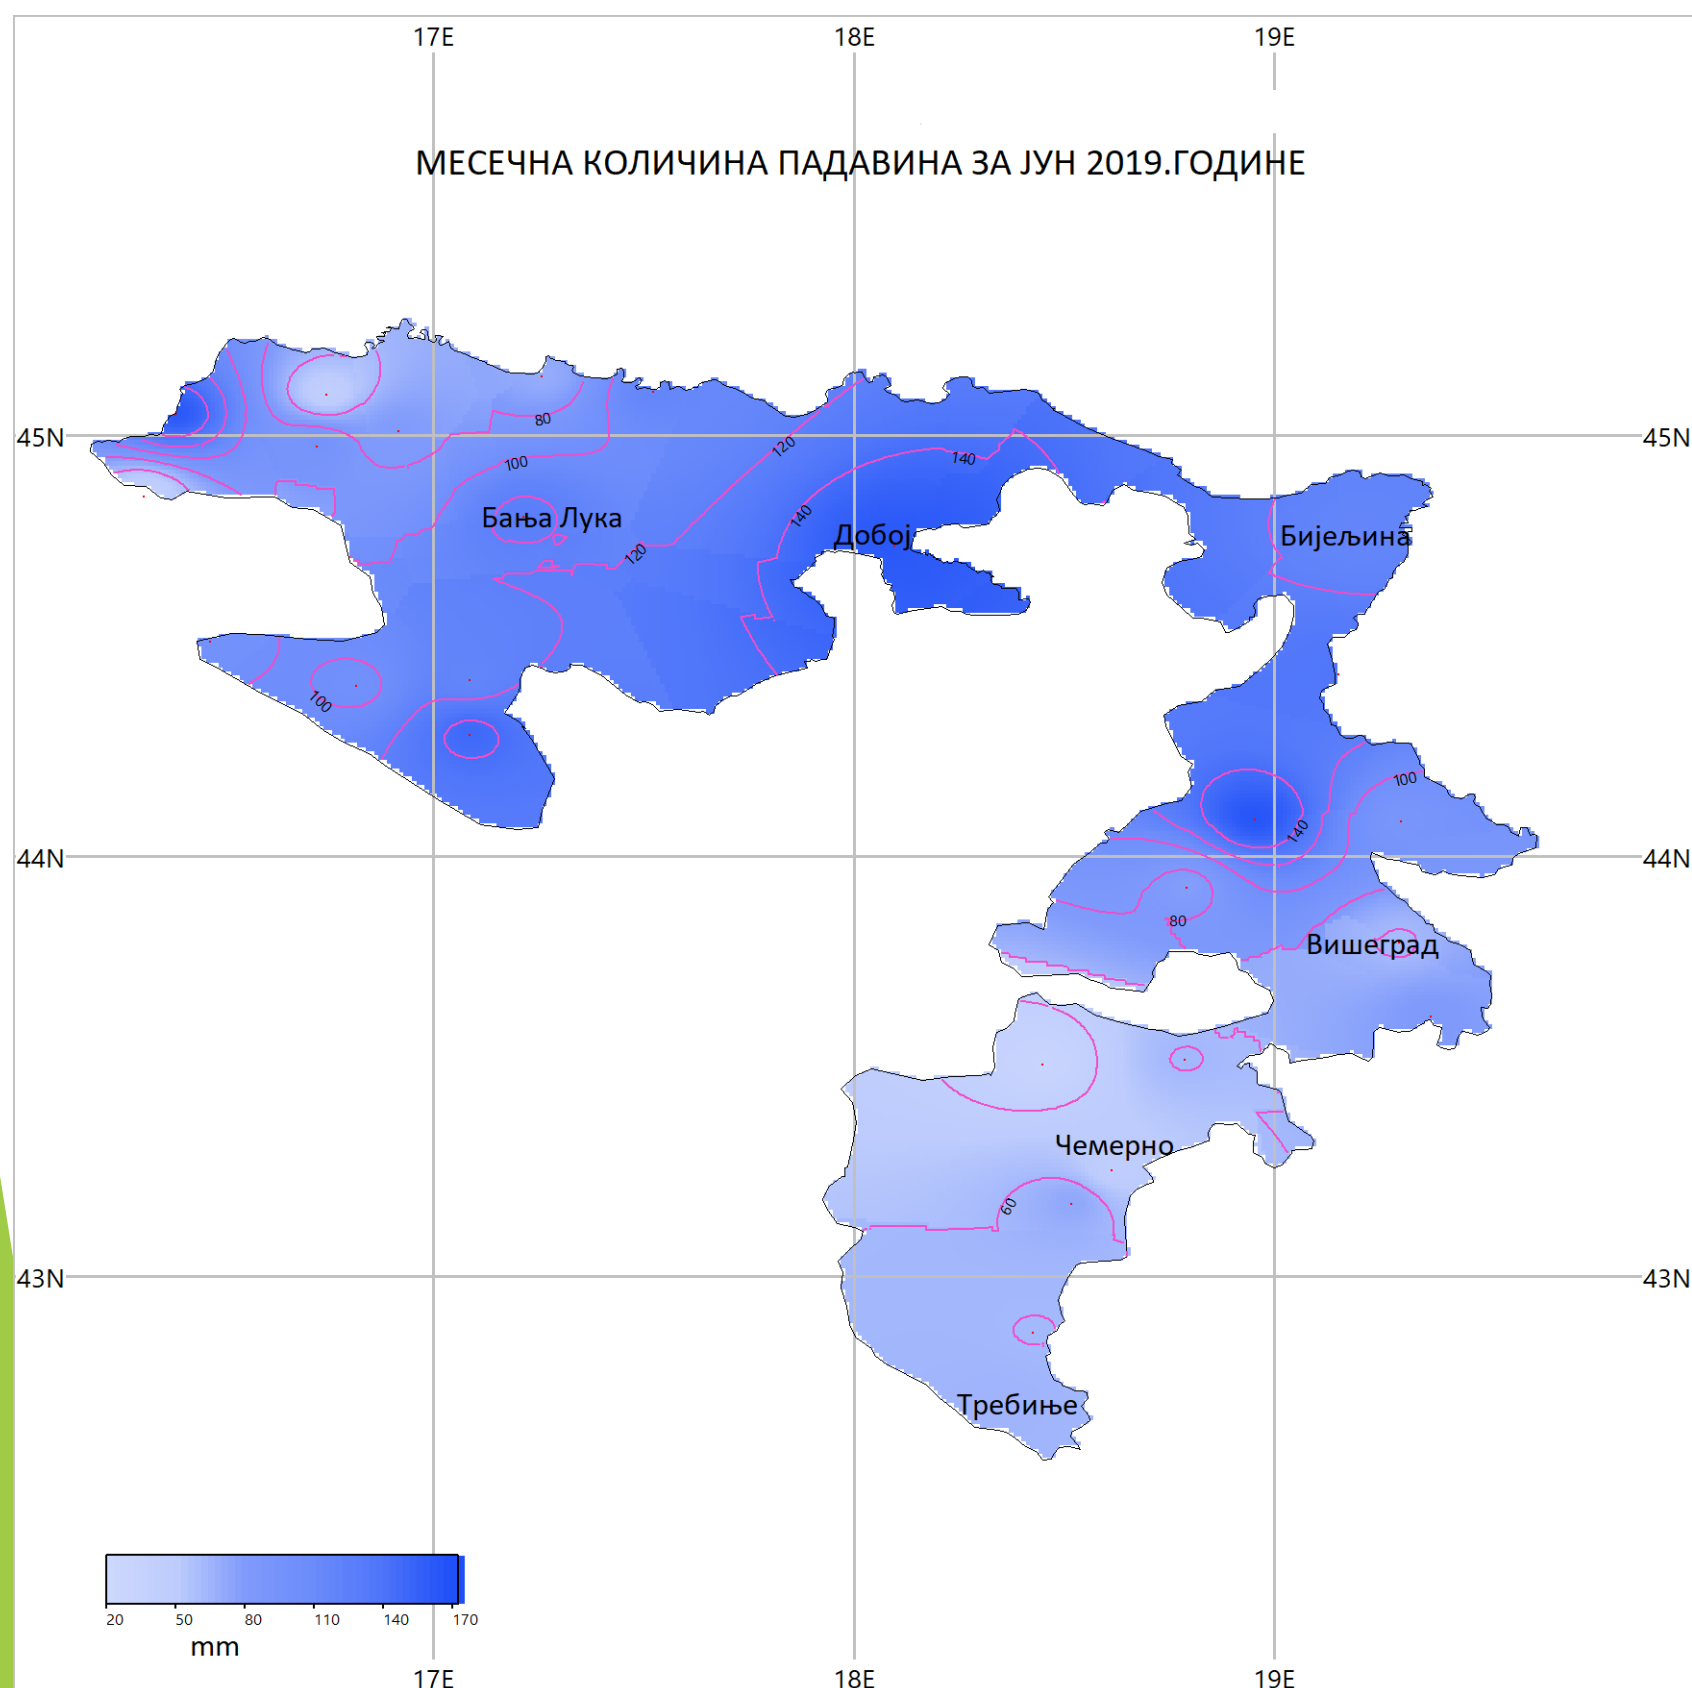 17E 18E 19E
МЕСЕЧНА КОЛИЧИНА ПАДАВИНА ЗА ЈУН 2019.ГОДИНЕ
80
45N 45N
120
140
100
140
Бања Лука
Добој
Бијељина
120
100
100
140
44N 44N
80
Вишеград
Чемерно
60
43N 43N
Требиње
20 50 80 110 140 170
mm
17E 18E 19E